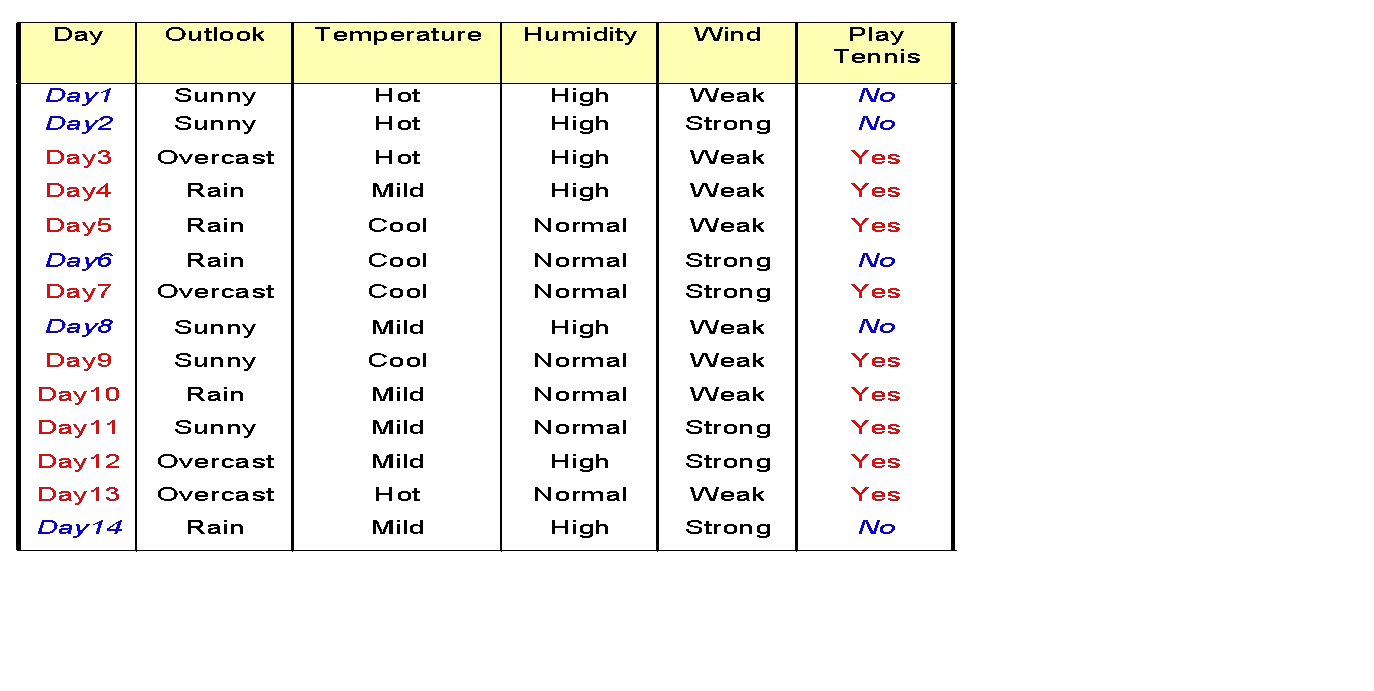 Day Outlook Temperature Humidity Wind Play
Tennis
Day1 Sunny Hot High Weak No
Day2 Sunny Hot High Strong No
Day3 Overcast Hot High Weak Yes
Day4 Rain Mild High Weak Yes
Day5 Rain Cool Normal Weak Yes
Day6 Rain Cool Normal Strong No
Day7 Overcast Cool Normal Strong Yes
Day8 Sunny Mild High Weak No
Day9 Sunny Cool Normal Weak Yes
Day10 Rain Mild Normal Weak Yes
Day11 Sunny Mild Normal Strong Yes
Day12 Overcast Mild High Strong Yes
Day13 Overcast Hot Normal Weak Yes
Day14 Rain Mild High Strong No